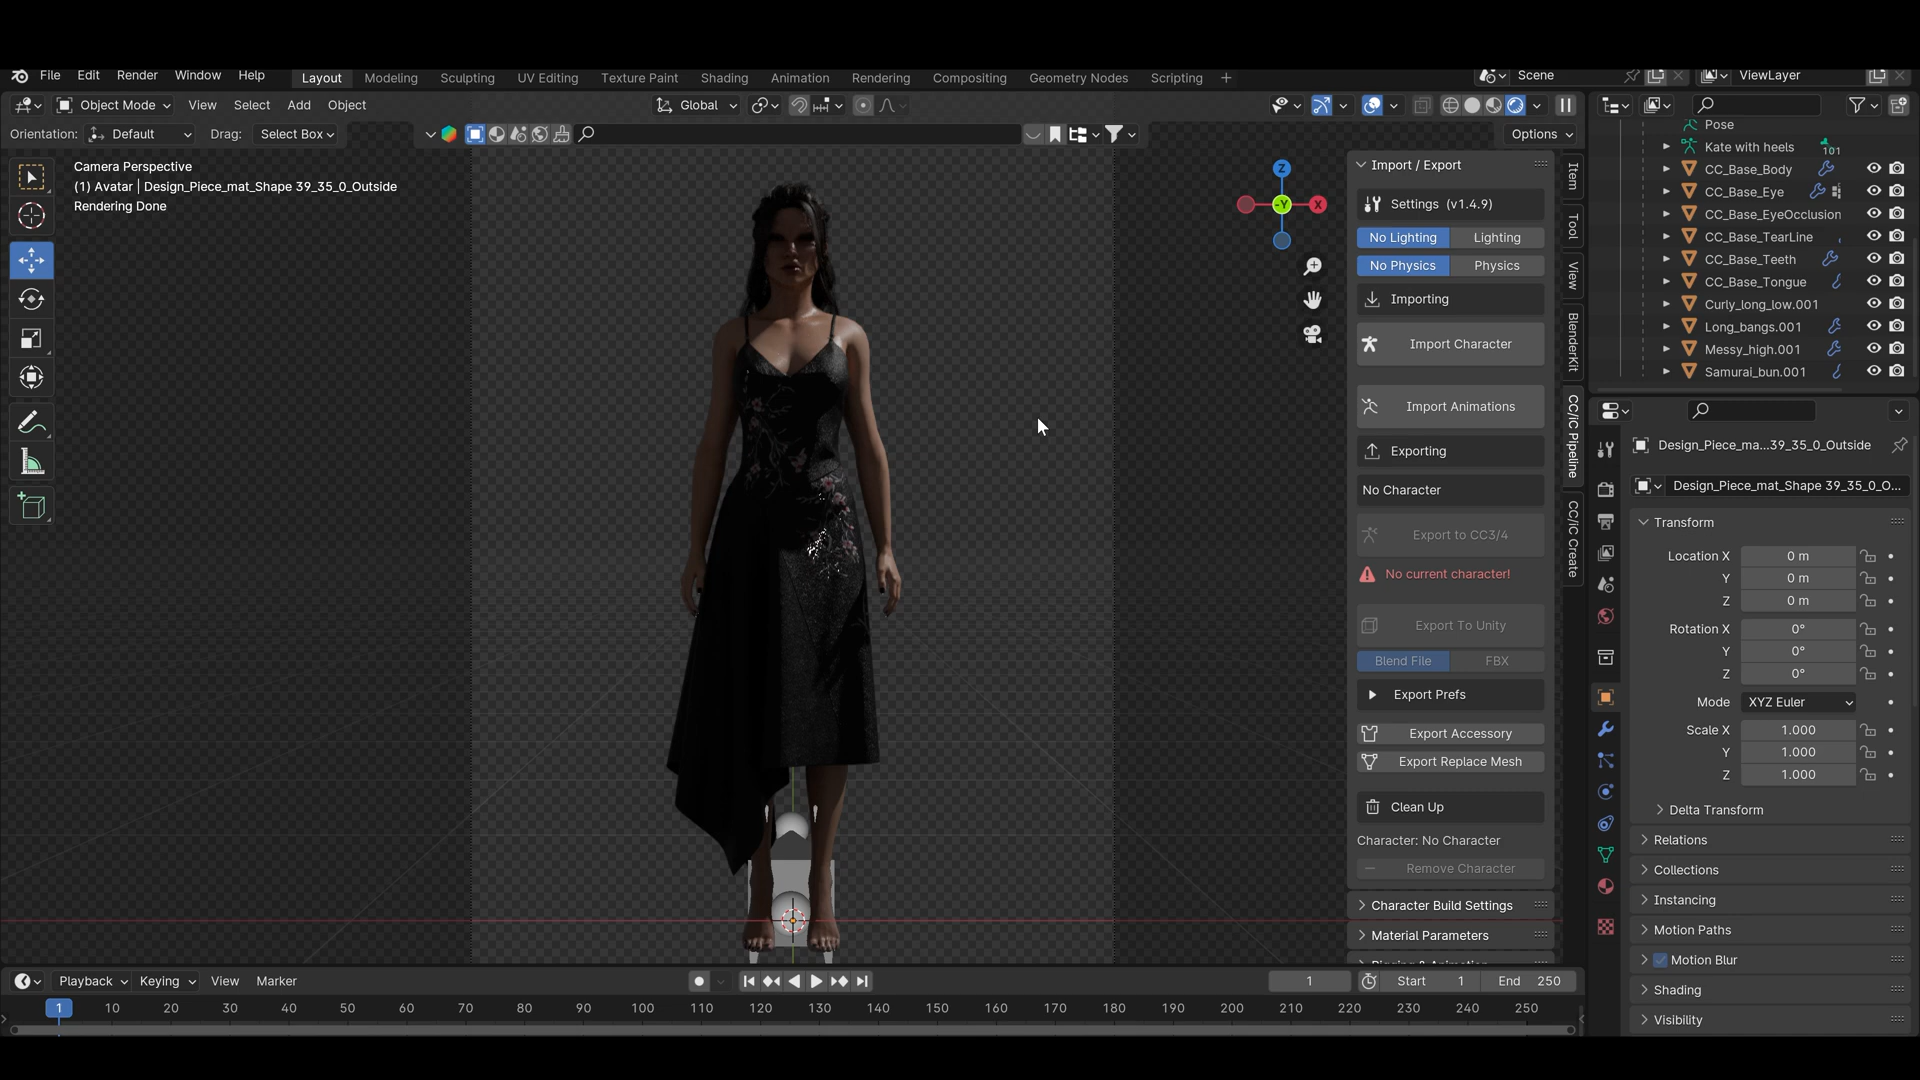 File Edit Render Window Help Layout Modeling Sculpting UV Editing Texture Paint Shading Animation Rendering Compositing Geometry Nodes Scripting + Scene ViewLayer
Object Mode View Select Add Object Global
Orientation: Default Drag: Select Box Options
Camera Perspective
(1) Avatar | Design_Piece_mat_Shape 39_35_0_Outside
Rendering Done
Z
-Y
X
Import / Export
Settings (v1.4.9)
No Lighting Lighting
No Physics Physics
Importing
Import Character
Import Animations
Exporting
No Character
Export to CC3/4
No current character!
Export To Unity
Blend File FBX
Export Prefs
Export Accessory
Export Replace Mesh
Clean Up
Character: No Character
Remove Character
Character Build Settings
Material Parameters
Item
Tool
View
BlenderKit
CC/iC Pipeline
CC/iC Create
Pose
Kate with heels 101
CC_Base_Body
CC_Base_Eye
CC_Base_EyeOcclusion
CC_Base_TearLine
CC_Base_Teeth
CC_Base_Tongue
Curly_long_low.001
Long_bangs.001
Messy_high.001
Samurai_bun.001
Design_Piece_ma...39_35_0_Outside
Design_Piece_mat_Shape 39_35_0_O...
Transform
Location X 0 m
Y 0 m
Z 0 m
Rotation X 0°
Y 0°
Z 0°
Mode XYZ Euler
Scale X 1.000
Y 1.000
Z 1.000
Delta Transform
Relations
Collections
Instancing
Motion Paths
Motion Blur
Shading
Visibility
Playback Keying View Marker 1 Start 1 End 250
1 10 20 30 40 50 60 70 80 90 100 110 120 130 140 150 160 170 180 190 200 210 220 230 240 250